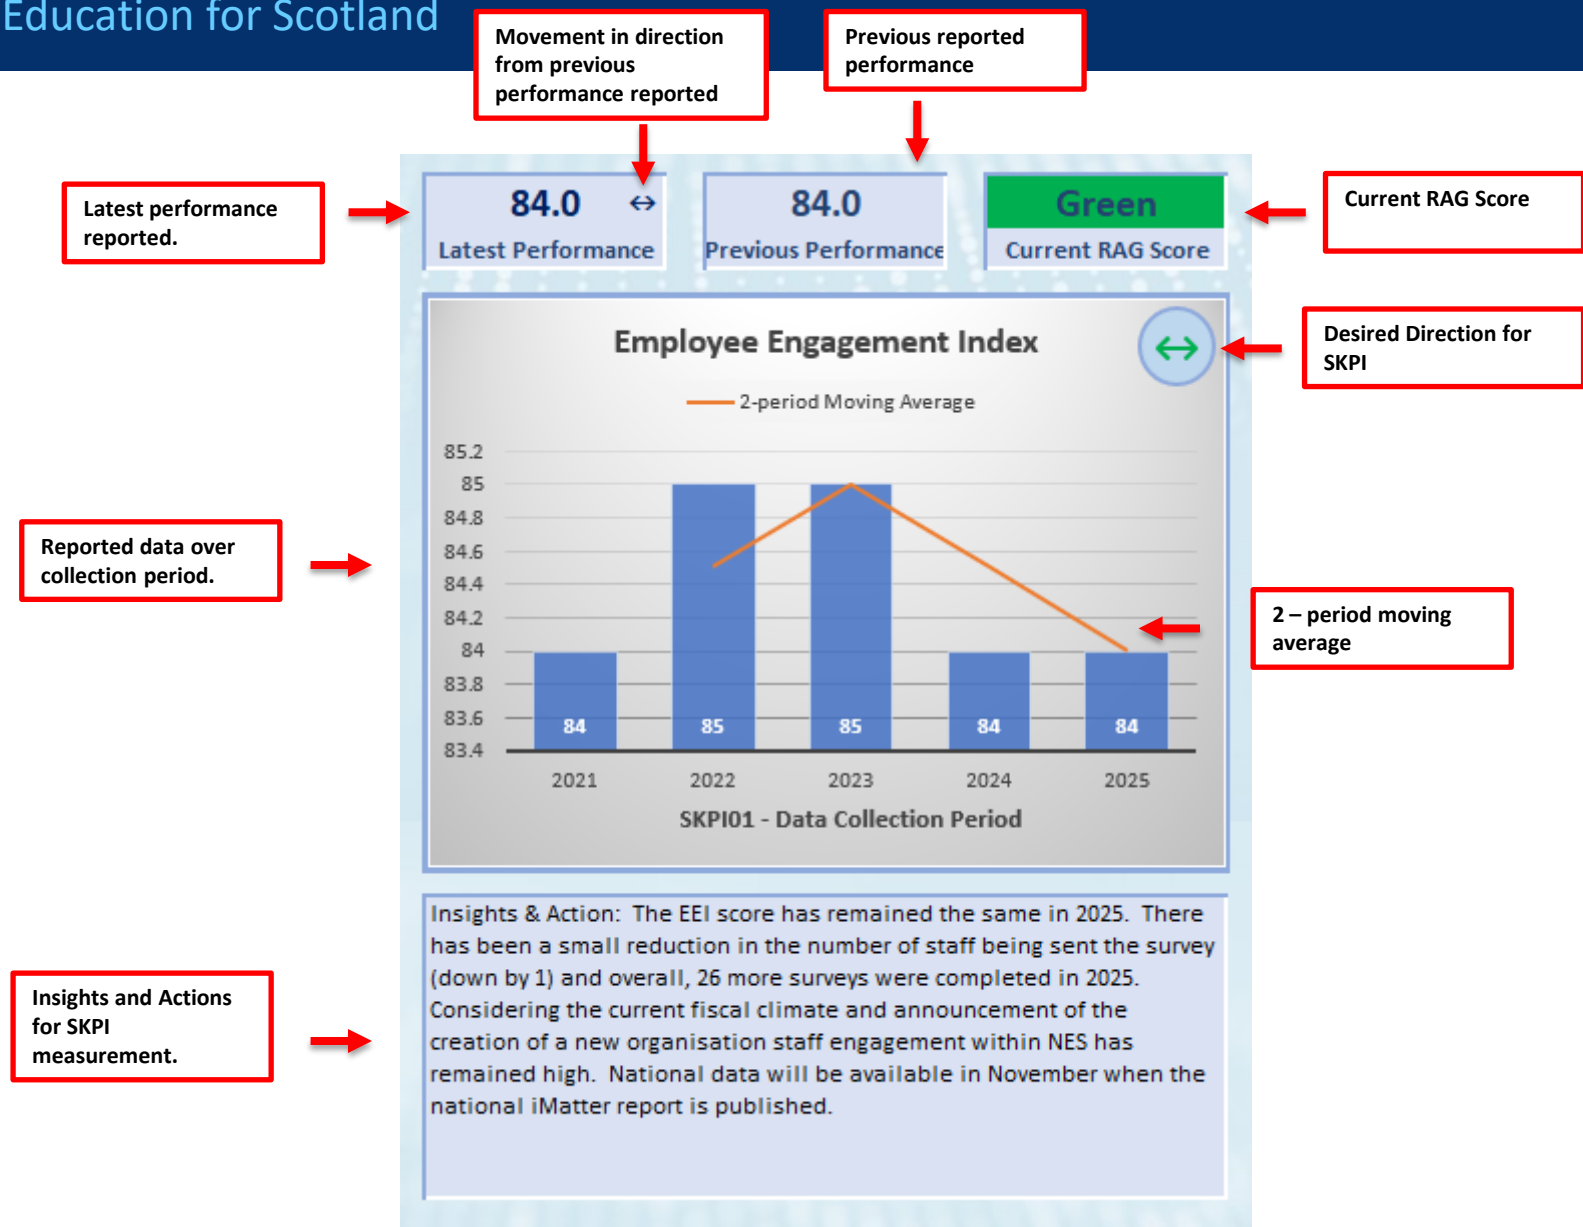 Education for Scotland
Movement in direction
from previous
performance reported
Previous reported
performance
Latest performance
reported.
84.0 ↔
Latest Performance
84.0
Previous Performance
Green
Current RAG Score
Current RAG Score
Employee Engagement Index
↔
Desired Direction for
SKPI
2-period Moving Average
85.2
85
84.8
84.6
84.4
84.2
84
83.8
83.6
83.4
84
85
85
84
84
2021
2022
2023
2024
2025
SKPI01 - Data Collection Period
Reported data over
collection period.
2 – period moving
average
Insights & Action: The EEI score has remained the same in 2025. There
has been a small reduction in the number of staff being sent the survey
(down by 1) and overall, 26 more surveys were completed in 2025.
Considering the current fiscal climate and announcement of the
creation of a new organisation staff engagement within NES has
remained high. National data will be available in November when the
national iMatter report is published.
Insights and Actions
for SKPI
measurement.